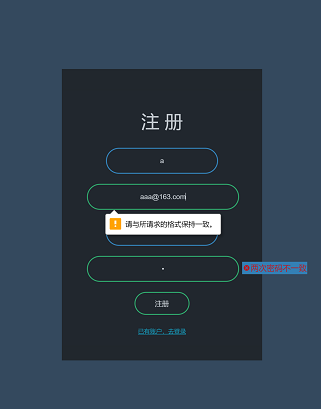 注 册
a
aaa@163.com
请与所请求的格式保持一致。
•
两次密码不一致
注册
已有账户，去登录